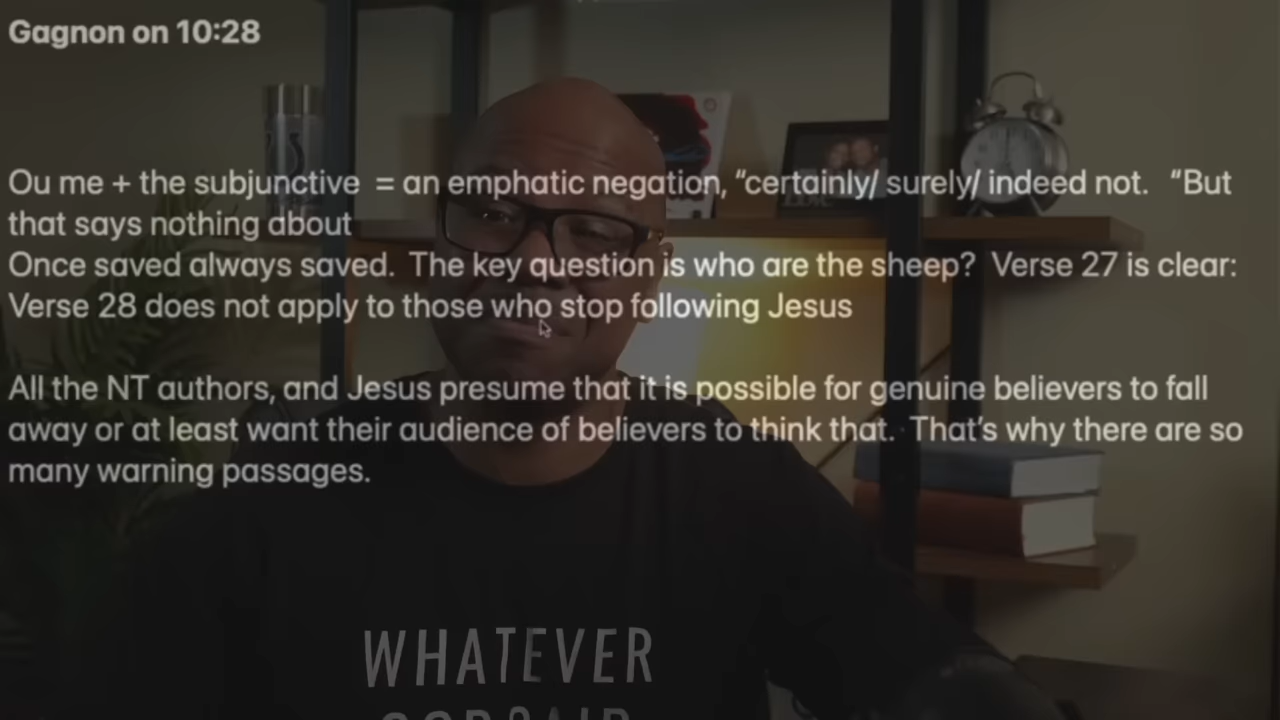 Gagnon on 10:28
Ou me + the subjunctive = an emphatic negation, “certainly/ surely/ indeed not. “But
that says nothing about
Once saved always saved. The key question is who are the sheep? Verse 27 is clear:
Verse 28 does not apply to those who stop following Jesus
All the NT authors, and Jesus presume that it is possible for genuine believers to fall
away or at least want their audience of believers to think that. That’s why there are so
many warning passages.
WHATEVER